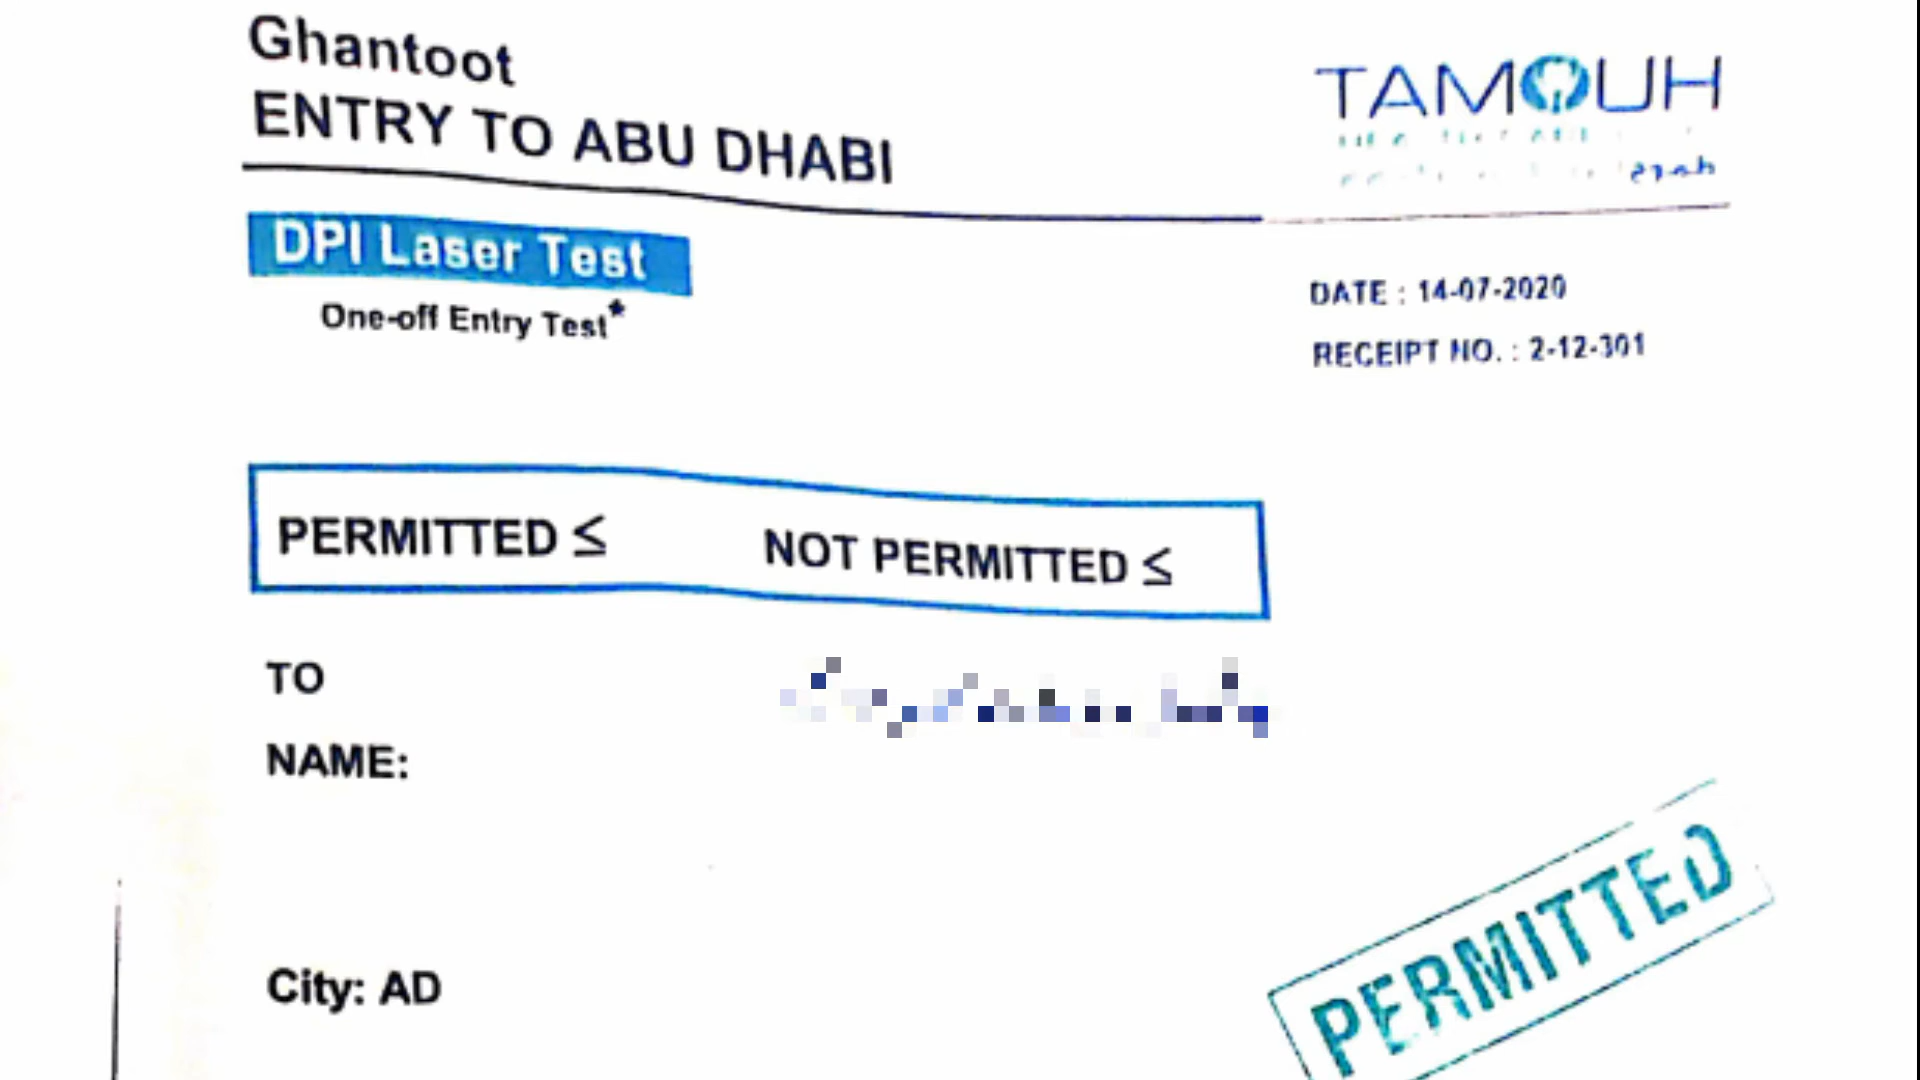 Ghantoot
ENTRY TO ABU DHABI
TAMOUH
DPI Laser Test
One-off Entry Test*
DATE : 14-07-2020
RECEIPT NO. : 2-12-301
PERMITTED ≤ NOT PERMITTED ≤
TO
NAME:
City: AD
PERMITTED